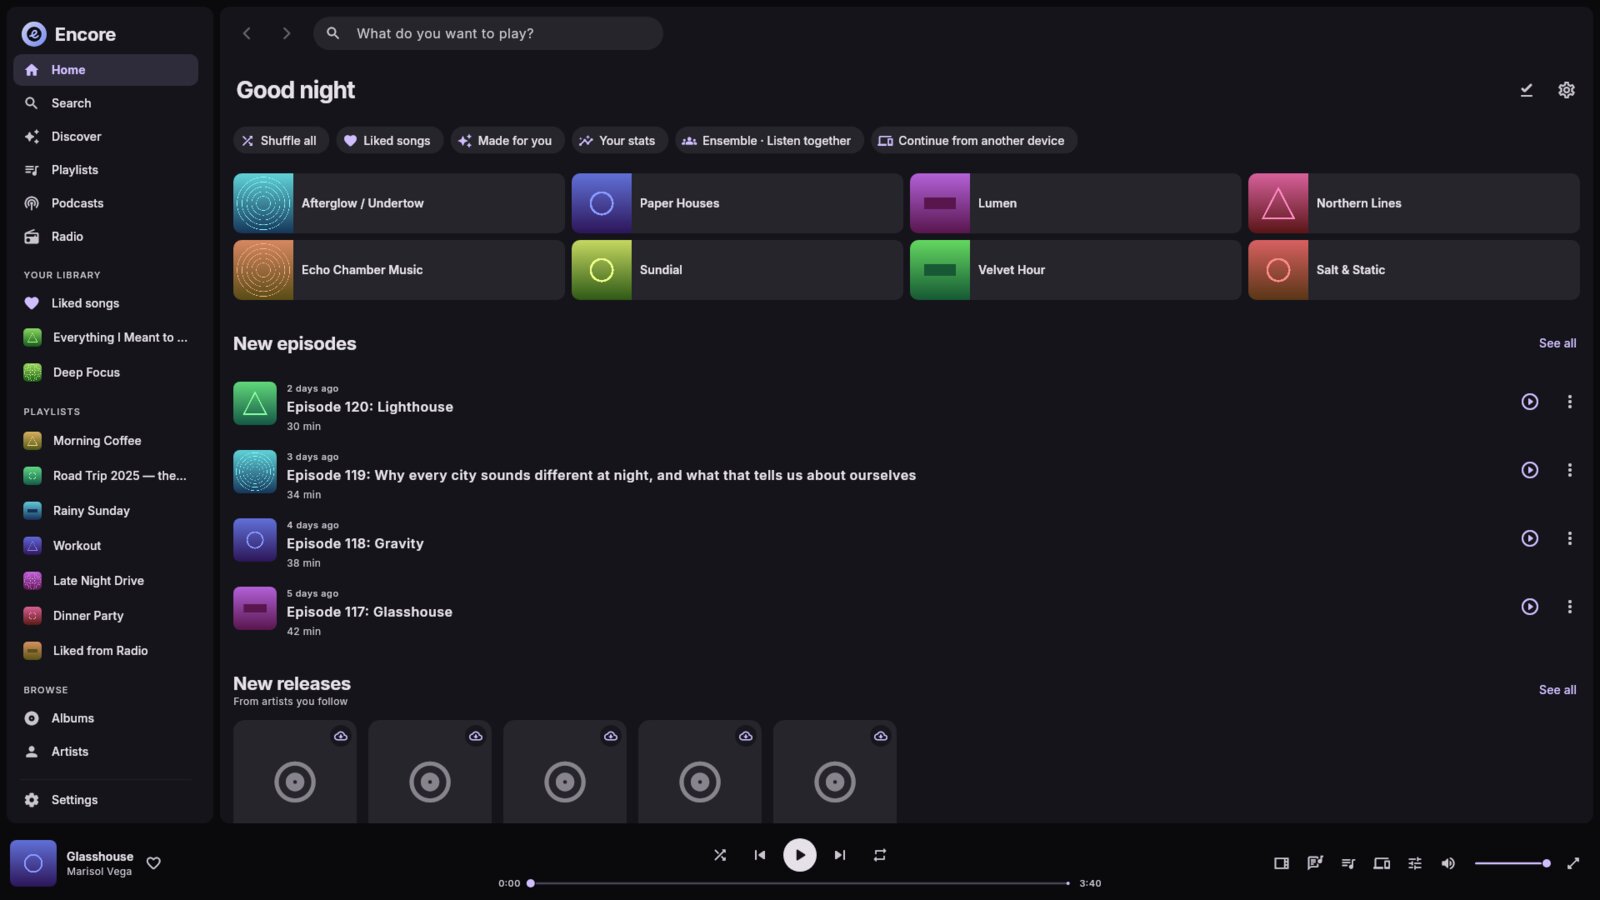 Encore
Home
Search
Discover
Playlists
Podcasts
Radio
YOUR LIBRARY
Liked songs
Everything I Meant to ...
Deep Focus
PLAYLISTS
Morning Coffee
Road Trip 2025 — the...
Rainy Sunday
Workout
Late Night Drive
Dinner Party
Liked from Radio
BROWSE
Albums
Artists
Settings
What do you want to play?
Good night
Shuffle all
Liked songs
Made for you
Your stats
Ensemble · Listen together
Continue from another device
Afterglow / Undertow
Paper Houses
Lumen
Northern Lines
Echo Chamber Music
Sundial
Velvet Hour
Salt & Static
New episodes
See all
2 days ago
Episode 120: Lighthouse
30 min
3 days ago
Episode 119: Why every city sounds different at night, and what that tells us about ourselves
34 min
4 days ago
Episode 118: Gravity
38 min
5 days ago
Episode 117: Glasshouse
42 min
New releases
See all
From artists you follow
Glasshouse
Marisol Vega
0:00
3:40